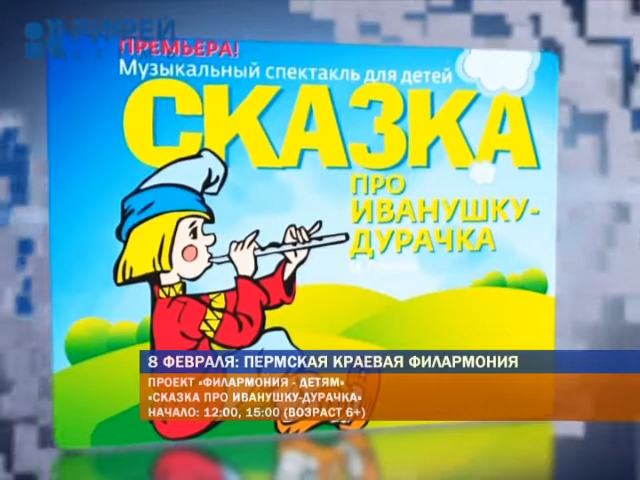 ПРЕМЬЕРА!
Музыкальный спектакль для детей
СКАЗКА
ПРО
ИВАНУШКУ-
ДУРАЧКА
8 ФЕВРАЛЯ: ПЕРМСКАЯ КРАЕВАЯ ФИЛАРМОНИЯ
ПРОЕКТ «ФИЛАРМОНИЯ - ДЕТЯМ»
«СКАЗКА ПРО ИВАНУШКУ-ДУРАЧКА»
НАЧАЛО: 12:00, 15:00 (ВОЗРАСТ 6+)